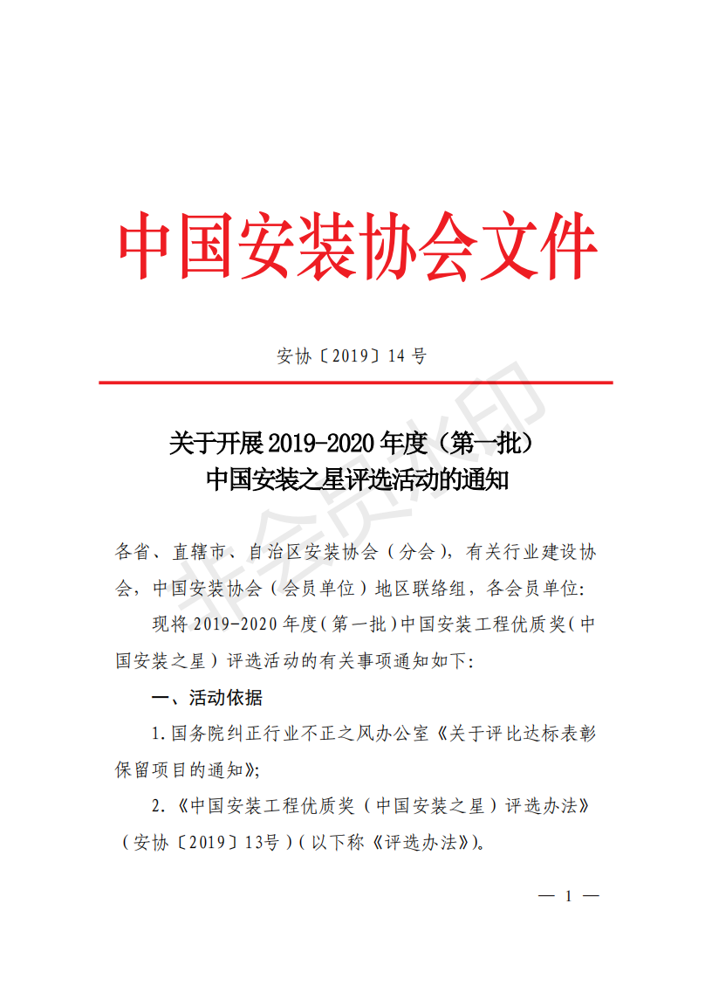 中国安装协会文件
安协〔2019〕14 号
关于开展 2019-2020 年度（第一批）
中国安装之星评选活动的通知
各省、直辖市、自治区安装协会（分会），有关行业建设协
会，中国安装协会（会员单位）地区联络组，各会员单位：
现将 2019-2020 年度（第一批）中国安装工程优质奖（中
国安装之星）评选活动的有关事项通知如下：
一、活动依据
1.国务院纠正行业不正之风办公室《关于评比达标表彰
保留项目的通知》；
2.《中国安装工程优质奖（中国安装之星）评选办法》
（安协〔2019〕13号）（以下称《评选办法》）。
— 1 —
非会员水印